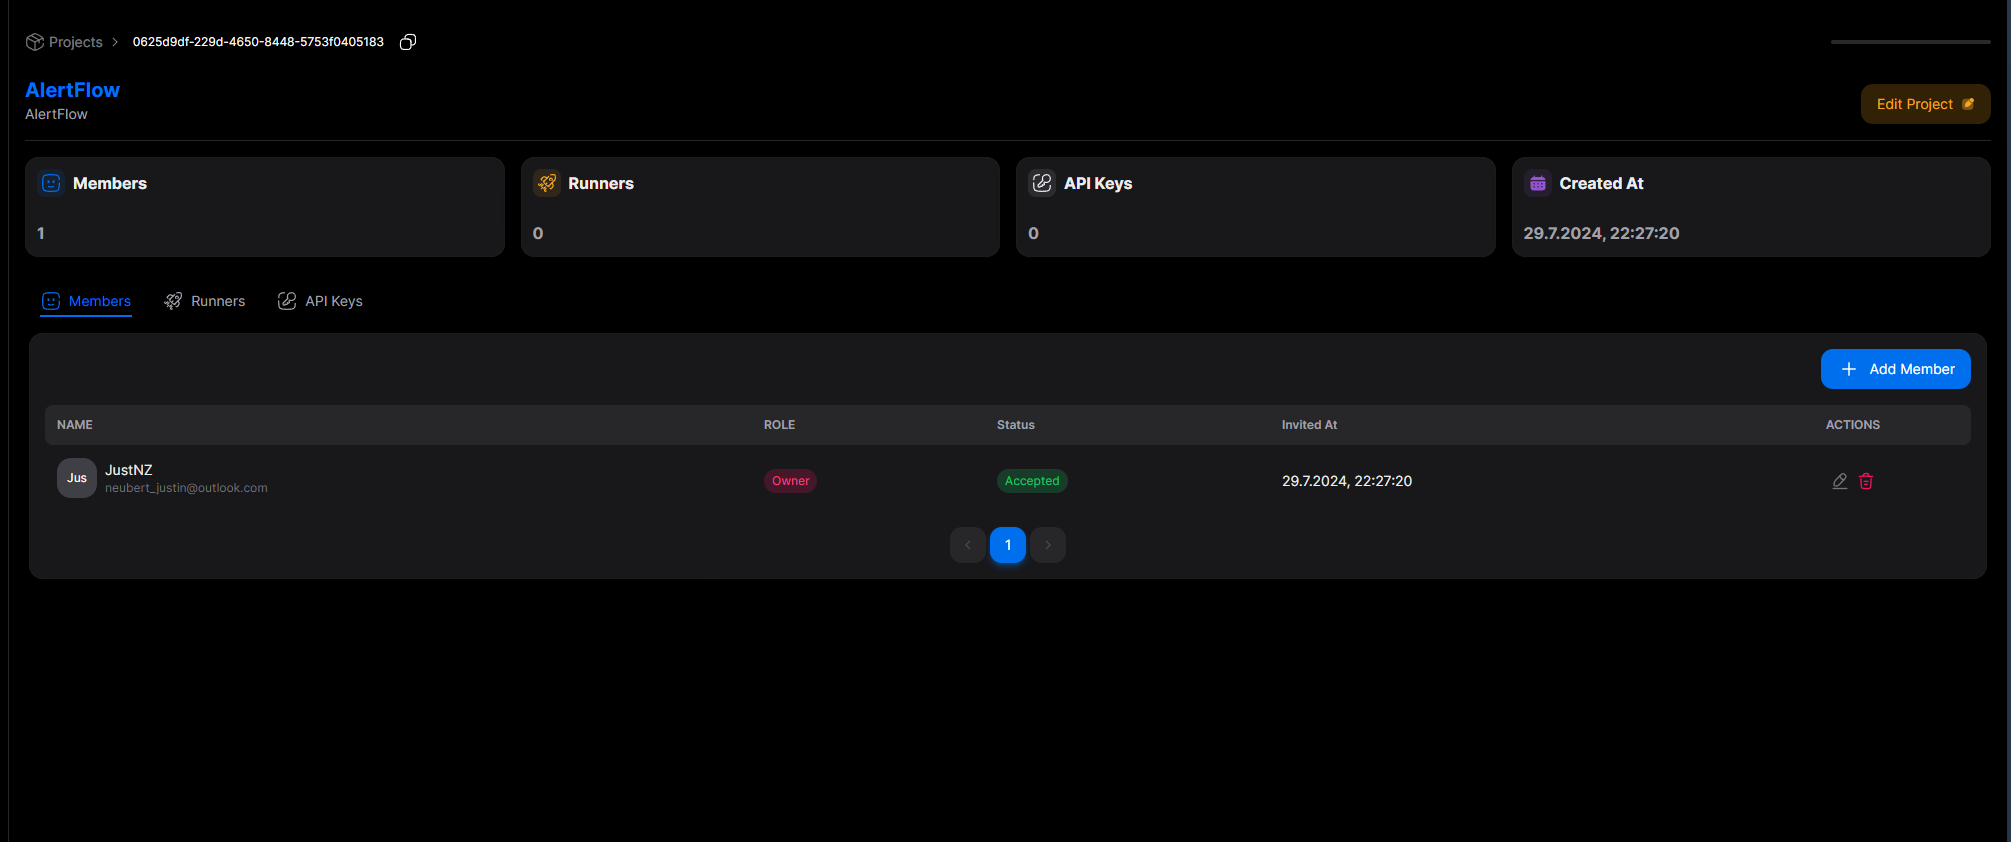 Projects > 0625d9df-229d-4650-8448-5753f0405183
AlertFlow
AlertFlow
Edit Project
Members
1
Runners
0
API Keys
0
Created At
29.7.2024, 22:27:20
Members Runners API Keys
+ Add Member
NAME ROLE Status Invited At ACTIONS
Jus JustNZ
neubert_justin@outlook.com
Owner Accepted 29.7.2024, 22:27:20
< 1 >